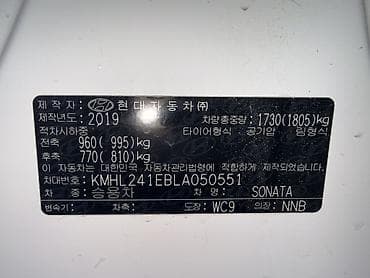 제 작 자 : 현대자동차㈜
제작년도: 2019 차량총중량: 1730(1805)kg
적차시하중 타이어형식 : 공기압 , 림형식
전축 960( 995)kg
후축 770( 810)kg
이 자동차는 대한민국 자동차관리법령에 적합하게 제작되었습니다
차대번호: KMHL241EBLA050551
차 종: 승용차 차 명: SONATA
변속기: 차축: 도장: WC9 의장: NNB